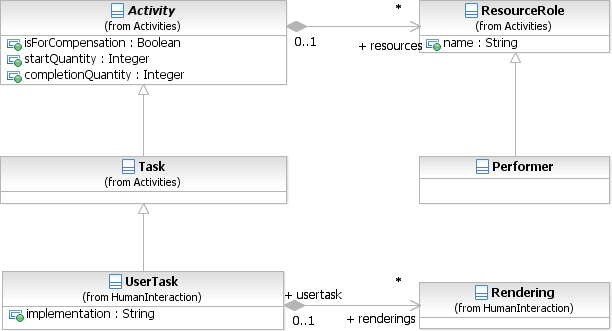 Activity
(from Activities)
isForCompensation : Boolean
startQuantity : Integer
completionQuantity : Integer
*
0..1
+ resources
ResourceRole
(from Activities)
name : String
Task
(from Activities)
Performer
UserTask
(from HumanInteraction)
implementation : String
+ usertask
*
0..1
+ renderings
Rendering
(from HumanInteraction)